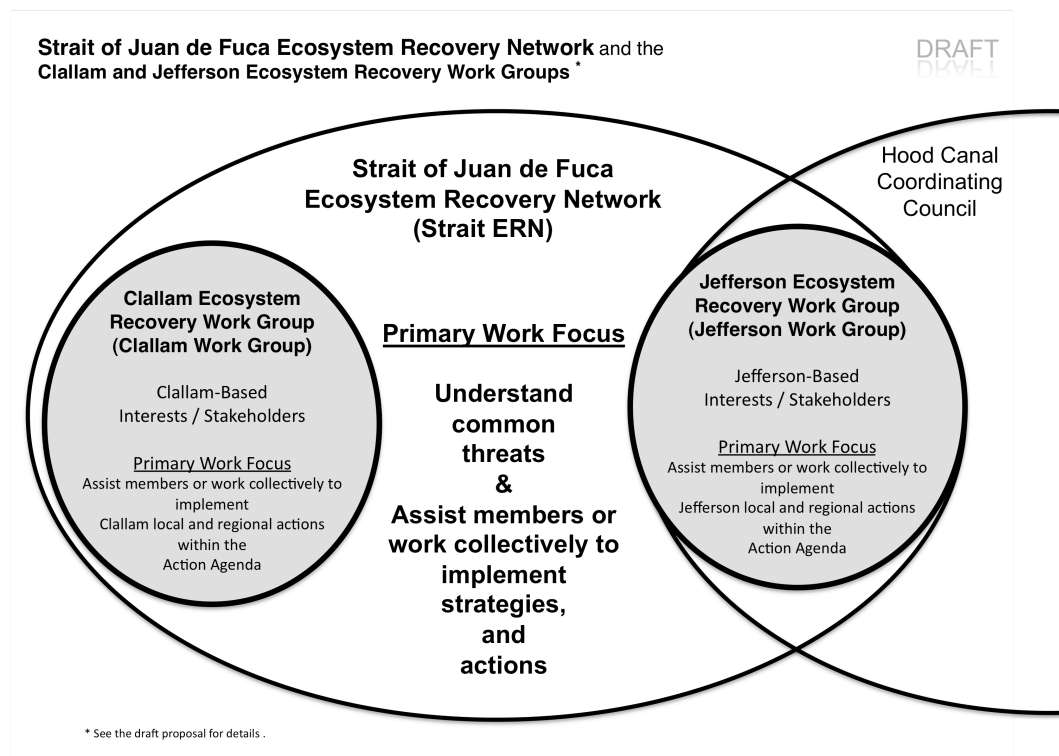 Strait of Juan de Fuca Ecosystem Recovery Network and the
Clallam and Jefferson Ecosystem Recovery Work Groups *
DRAFT
Strait of Juan de Fuca
Ecosystem Recovery Network
(Strait ERN)
Hood Canal
Coordinating
Council
Clallam Ecosystem
Recovery Work Group
(Clallam Work Group)
Clallam-Based
Interests / Stakeholders
Primary Work Focus
Assist members or work collectively to
implement
Clallam local and regional actions
within the
Action Agenda
Primary Work Focus
Understand
common
threats
&
Assist members or
work collectively to
implement
strategies,
and
actions
Jefferson Ecosystem
Recovery Work Group
(Jefferson Work Group)
Jefferson-Based
Interests / Stakeholders
Primary Work Focus
Assist members or work collectively to
implement
Jefferson local and regional actions
within the
Action Agenda
* See the draft proposal for details .